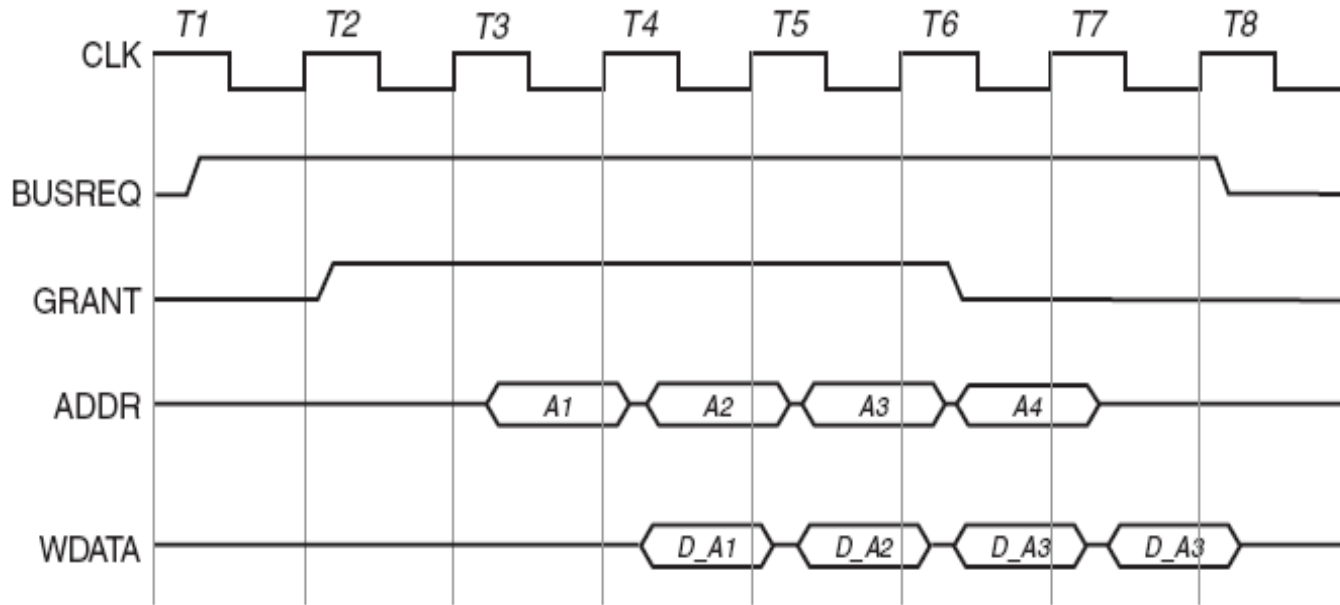 T1 T2 T3 T4 T5 T6 T7 T8
CLK
BUSREQ
GRANT
ADDR A1 A2 A3 A4
WDATA D_A1 D_A2 D_A3 D_A3